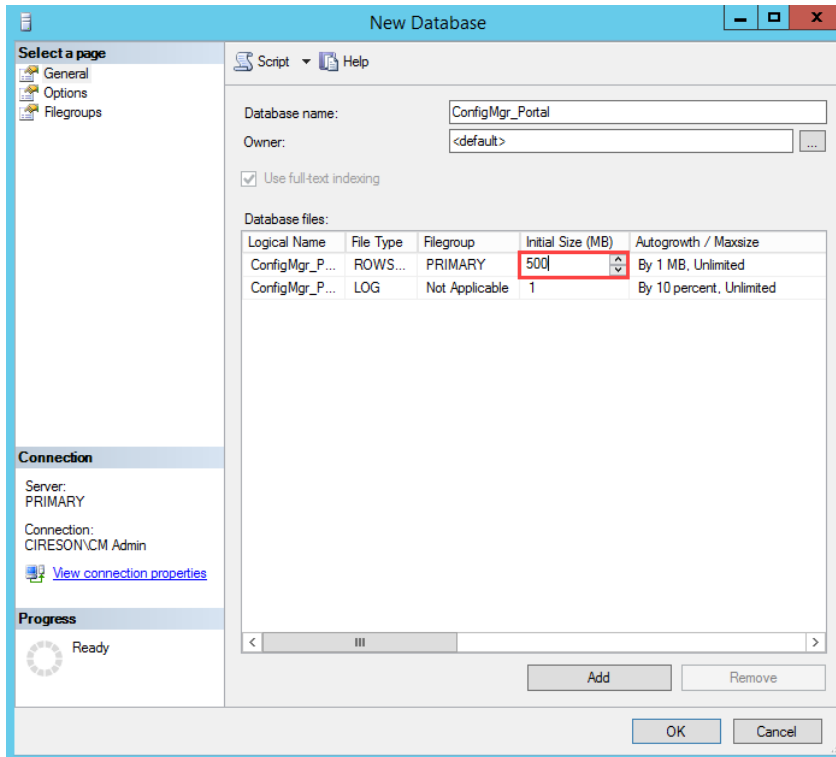 New Database
Select a page
General
Options
Filegroups
Script
Help
Database name:
ConfigMgr_Portal
Owner:
<default>
...
Use full-text indexing
Database files:
Logical Name File Type Filegroup Initial Size (MB) Autogrowth / Maxsize
ConfigMgr_P... ROWS... PRIMARY 500 By 1 MB, Unlimited
ConfigMgr_P... LOG Not Applicable 1 By 10 percent, Unlimited
Connection
Server:
PRIMARY
Connection:
CIRESON\CM Admin
View connection properties
Progress
Ready
Add
Remove
OK
Cancel